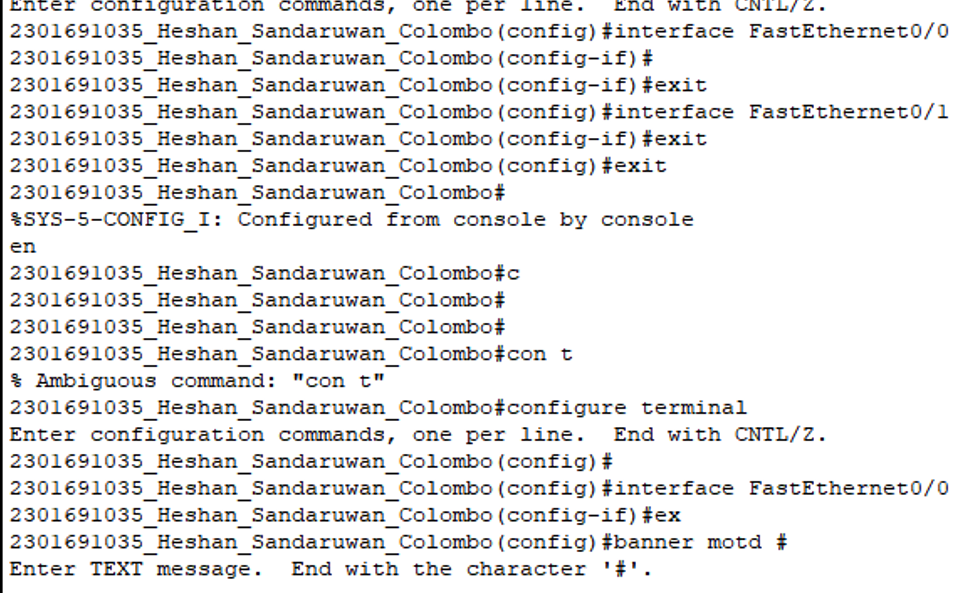 Enter configuration commands, one per line.  End with CNTL/Z.
2301691035_Heshan_Sandaruwan_Colombo(config)#interface FastEthernet0/0
2301691035_Heshan_Sandaruwan_Colombo(config-if)#
2301691035_Heshan_Sandaruwan_Colombo(config-if)#exit
2301691035_Heshan_Sandaruwan_Colombo(config)#interface FastEthernet0/1
2301691035_Heshan_Sandaruwan_Colombo(config-if)#exit
2301691035_Heshan_Sandaruwan_Colombo(config)#exit
2301691035_Heshan_Sandaruwan_Colombo#
%SYS-5-CONFIG_I: Configured from console by console
en
2301691035_Heshan_Sandaruwan_Colombo#c
2301691035_Heshan_Sandaruwan_Colombo#
2301691035_Heshan_Sandaruwan_Colombo#
2301691035_Heshan_Sandaruwan_Colombo#con t
% Ambiguous command: "con t"
2301691035_Heshan_Sandaruwan_Colombo#configure terminal
Enter configuration commands, one per line.  End with CNTL/Z.
2301691035_Heshan_Sandaruwan_Colombo(config)#
2301691035_Heshan_Sandaruwan_Colombo(config)#interface FastEthernet0/0
2301691035_Heshan_Sandaruwan_Colombo(config-if)#ex
2301691035_Heshan_Sandaruwan_Colombo(config)#banner motd #
Enter TEXT message.  End with the character '#'.